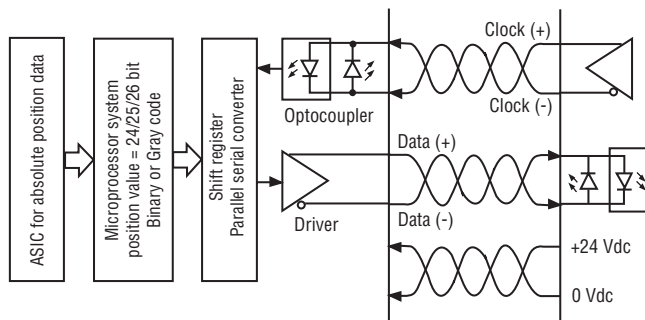 ASIC for absolute position data
Microprocessor system
position value = 24/25/26 bit
Binary or Gray code
Shift register
Parallel serial converter
Optocoupler
Driver
Clock (+)
Clock (-)
Data (+)
Data (-)
+24 Vdc
0 Vdc